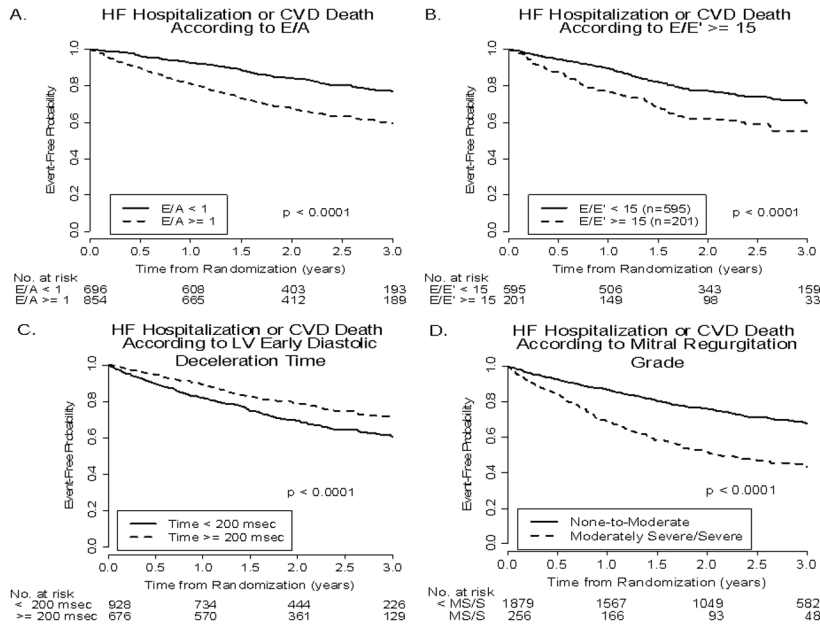 A.
HF Hospitalization or CVD Death
According to E/A
Event-Free Probability
1.0
0.8
0.6
0.4
0.2
0.0
E/A < 1
E/A >= 1
p < 0.0001
0.0 0.5 1.0 1.5 2.0 2.5 3.0
Time from Randomization (years)
No. at risk
E/A < 1 696 608 403 193
E/A >= 1 854 665 412 189
B.
HF Hospitalization or CVD Death
According to E/E' >= 15
Event-Free Probability
1.0
0.8
0.6
0.4
0.2
0.0
E/E' < 15 (n=595)
E/E' >= 15 (n=201)
p < 0.0001
0.0 0.5 1.0 1.5 2.0 2.5 3.0
Time from Randomization (years)
No. at risk
E/E' < 15 595 506 343 159
E/E' >= 15 201 149 98 33
C.
HF Hospitalization or CVD Death
According to LV Early Diastolic
Deceleration Time
Event-Free Probability
1.0
0.8
0.6
0.4
0.2
0.0
p < 0.0001
Time < 200 msec
Time >= 200 msec
0.0 0.5 1.0 1.5 2.0 2.5 3.0
Time from Randomization (years)
No. at risk
< 200 msec 928 734 444 226
>= 200 msec 676 570 361 129
D.
HF Hospitalization or CVD Death
According to Mitral Regurgitation
Grade
Event-Free Probability
1.0
0.8
0.6
0.4
0.2
0.0
p < 0.0001
None-to-Moderate
Moderately Severe/Severe
0.0 0.5 1.0 1.5 2.0 2.5 3.0
Time from Randomization (years)
No. at risk
< MS/S 1879 1567 1049 582
MS/S 256 166 93 48